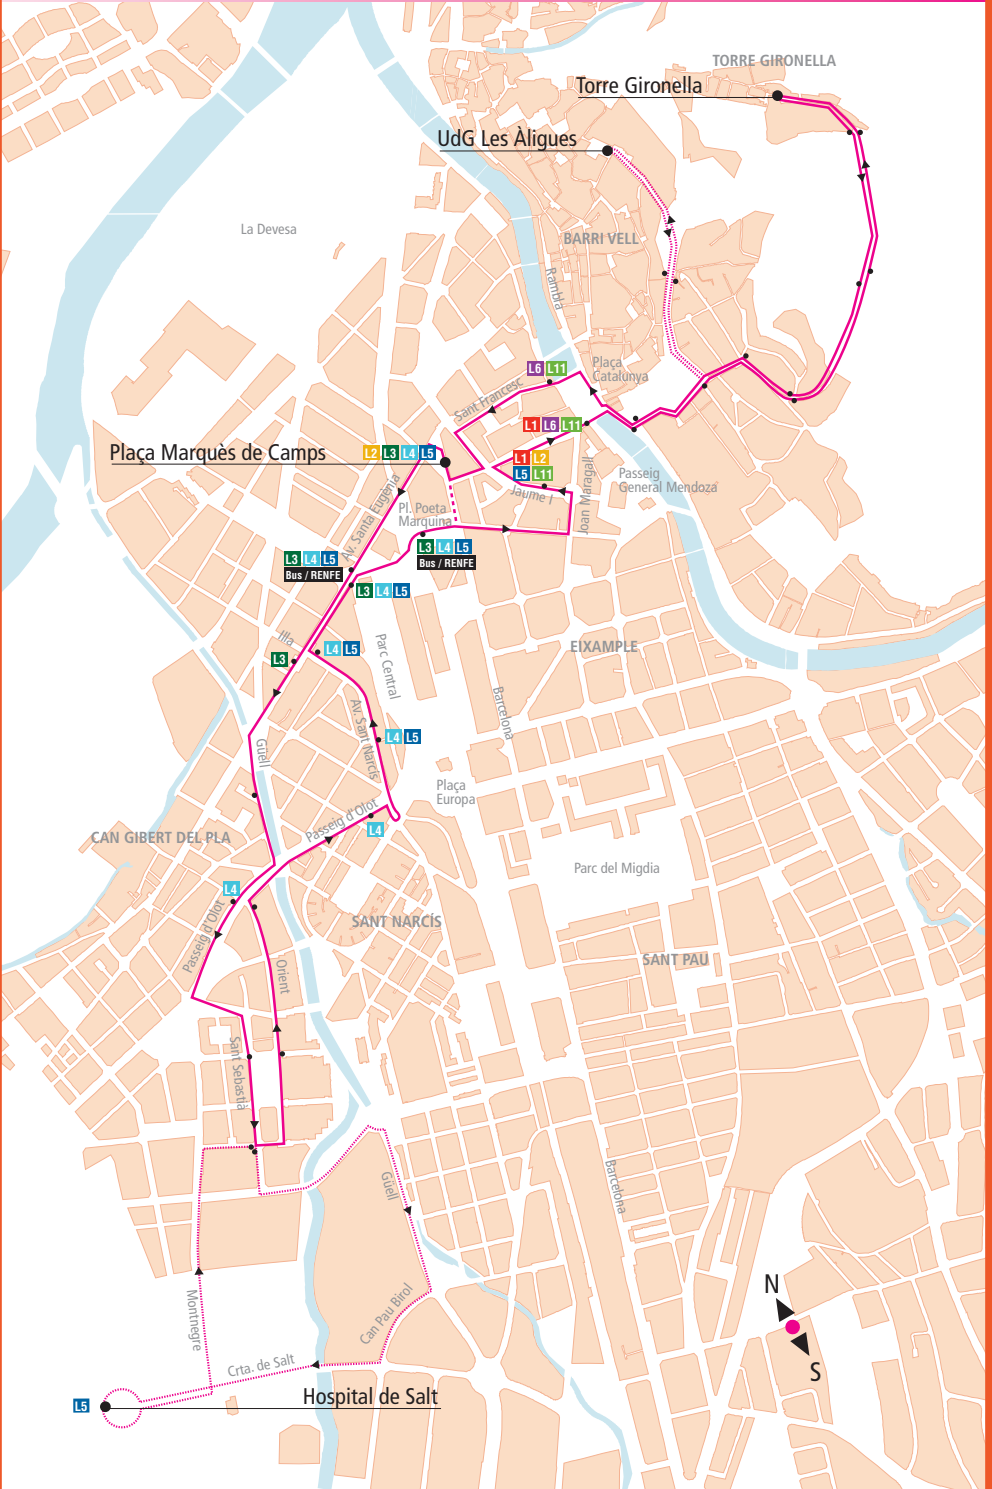 TORRE GIRONELLA
Torre Gironella
UdG Les Àligues
La Devesa
BARRI VELL
Rambla
Plaça
Catalunya
L6 L11
Sant Francesc
L1 L6 L11
Plaça Marquès de Camps
L2 L3 L4 L5
L1 L2
L5 L11
Jaume I
Joan Maragall
Passeig
General Mendoza
Av. Santa Eugènia
Pl. Poeta
Marquina
L3 L4 L5
Bus / RENFE
L3 L4 L5
Bus / RENFE
L3 L4 L5
Illa
L4 L5
L3
Parc Central
EIXAMPLE
Barcelona
Av. Sant Narcís
L4 L5
Güell
Plaça
Europa
Passeig d'Olot
L4
CAN GIBERT DEL PLA
Parc del Migdia
L4
Passeig d'Olot
SANT NARCÍS
SANT PAU
Orient
Sant Sebastià
Güell
Barcelona
Montnegre
Can Pau Birol
N
S
Crta. de Salt
Hospital de Salt
L5